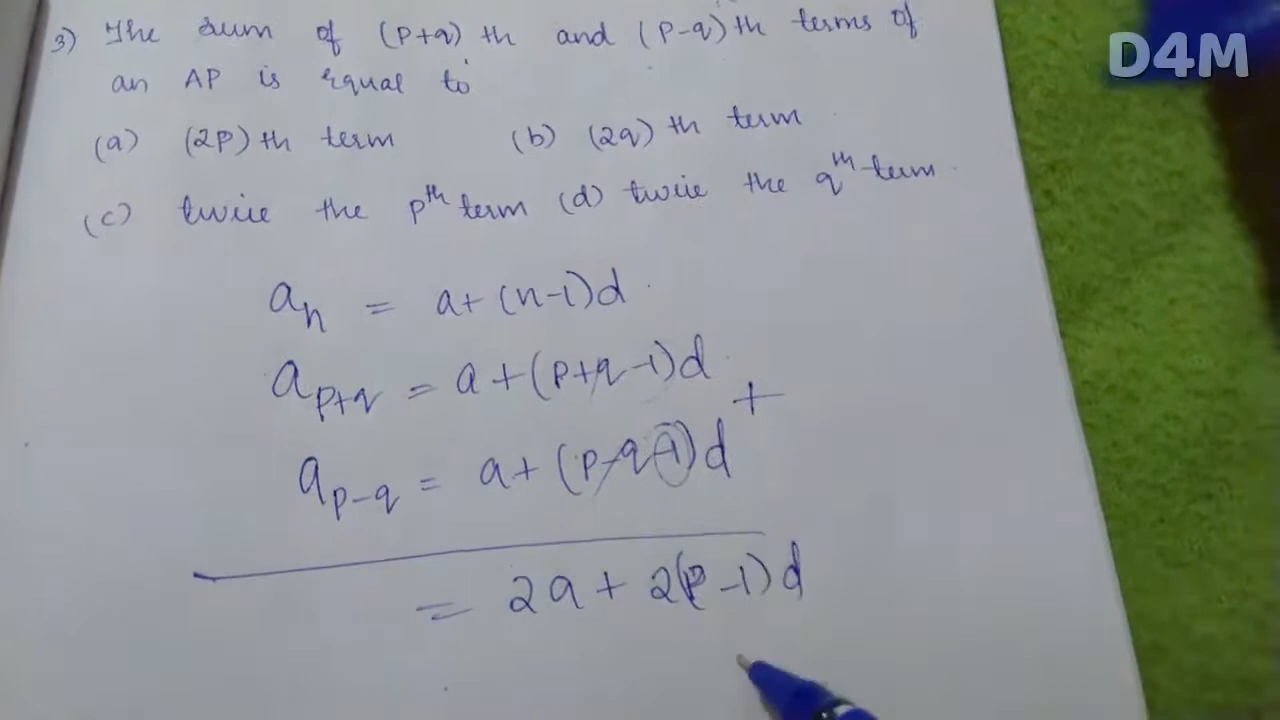 D4M
3) The sum of (p+q) th and (p-q)th terms of
an AP is equal to
(a) (2p)th term (b) (2q) th term
(c) twice the pth term (d) twice the qth term
an = a+(n-1)d
ap+q = a+(p+q-1)d
+
ap-q = a+(p-q-1)d
= 2a+2(p-1)d